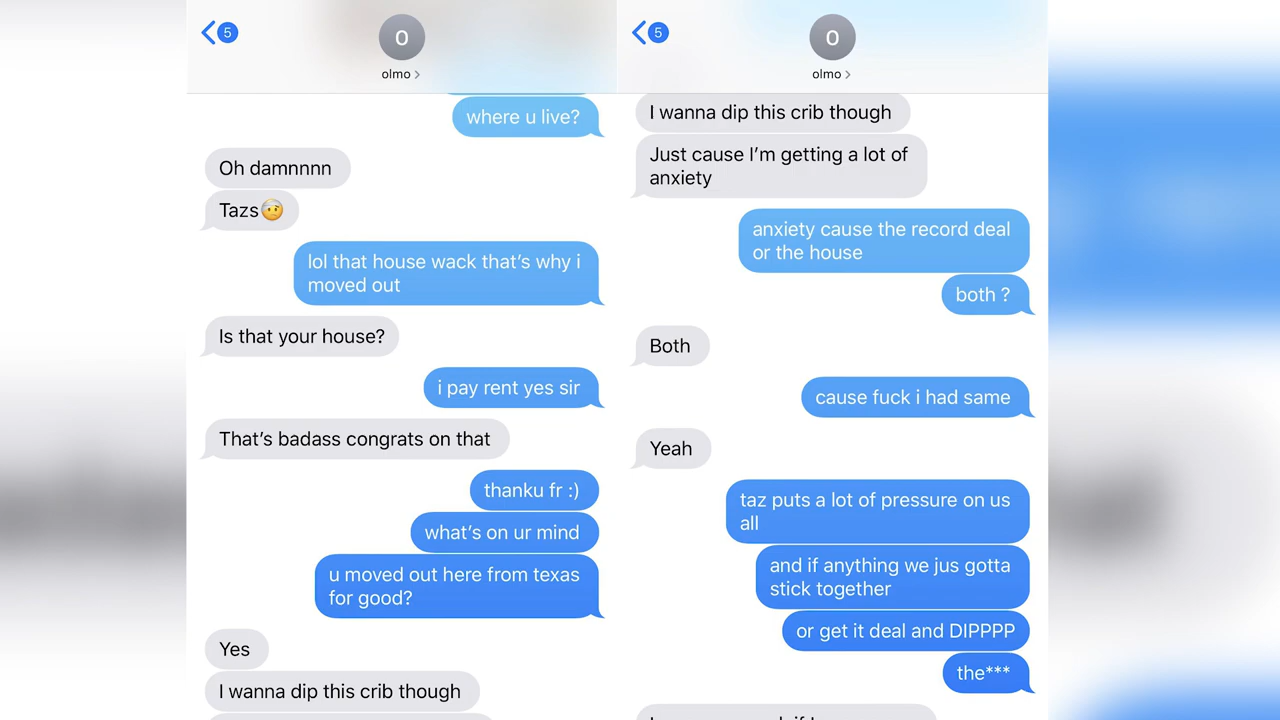 5
O
olmo
where u live?
Oh damnnnn
Tazs🤕
lol that house wack that’s why i
moved out
Is that your house?
i pay rent yes sir
That’s badass congrats on that
thanku fr :)
what’s on ur mind
u moved out here from texas
for good?
Yes
I wanna dip this crib though
5
O
olmo
I wanna dip this crib though
Just cause I’m getting a lot of
anxiety
anxiety cause the record deal
or the house
both ?
Both
cause fuck i had same
Yeah
taz puts a lot of pressure on us
all
and if anything we jus gotta
stick together
or get it deal and DIPPPP
the***